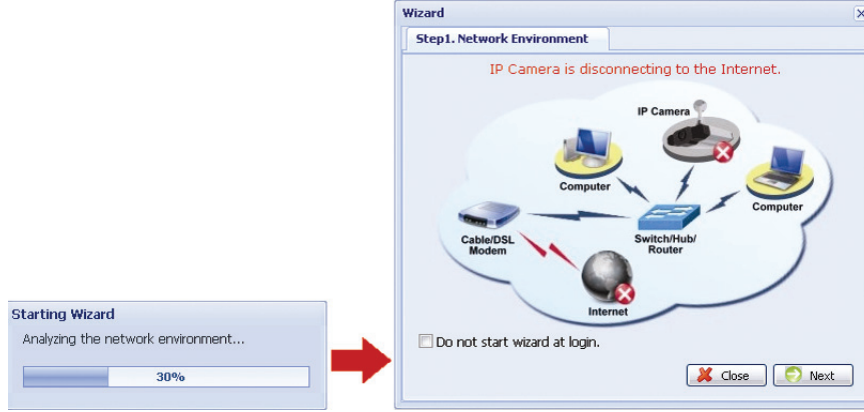 Starting Wizard
Analyzing the network environment...
30%
Wizard
Step1. Network Environment
IP Camera is disconnecting to the Internet.
IP Camera
Computer
Computer
Cable/DSL
Modem
Switch/Hub/
Router
Internet
Do not start wizard at login.
Close
Next